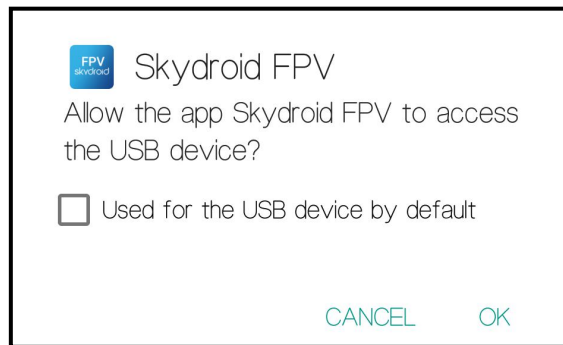 FPV
skydroid
Skydroid FPV
Allow the app Skydroid FPV to access
the USB device?
Used for the USB device by default
CANCEL OK